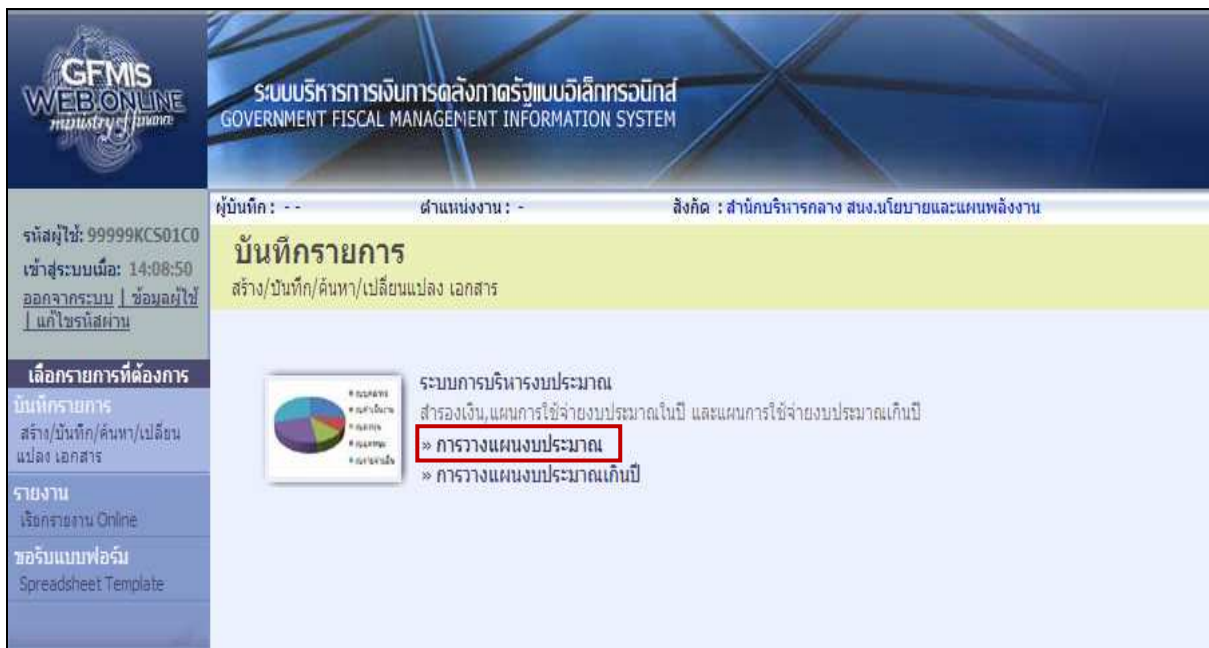 GFMIS
WEB ONLINE
ministry of finance
ระบบบริหารการเงินการคลังภาครัฐแบบอิเล็กทรอนิกส์
GOVERNMENT FISCAL MANAGEMENT INFORMATION SYSTEM
ผู้บันทึก : - - ตำแหน่งงาน : - สังกัด : สำนักบริหารกลาง สนง.นโยบายและแผนพลังงาน
รหัสผู้ใช้: 99999KCS01C0
เข้าสู่ระบบเมื่อ: 14:08:50
ออกจากระบบ | ข้อมูลผู้ใช้
| แก้ไขรหัสผ่าน
บันทึกรายการ
สร้าง/บันทึก/ค้นหา/เปลี่ยนแปลง เอกสาร
เลือกรายการที่ต้องการ
บันทึกรายการ
สร้าง/บันทึก/ค้นหา/เปลี่ยน
แปลง เอกสาร
รายงาน
เรียกรายงาน Online
ขอรับแบบฟอร์ม
Spreadsheet Template
ระบบการบริหารงบประมาณ
สำรองเงิน,แผนการใช้จ่ายงบประมาณในปี และแผนการใช้จ่ายงบประมาณเกินปี
» การวางแผนงบประมาณ
» การวางแผนงบประมาณเกินปี